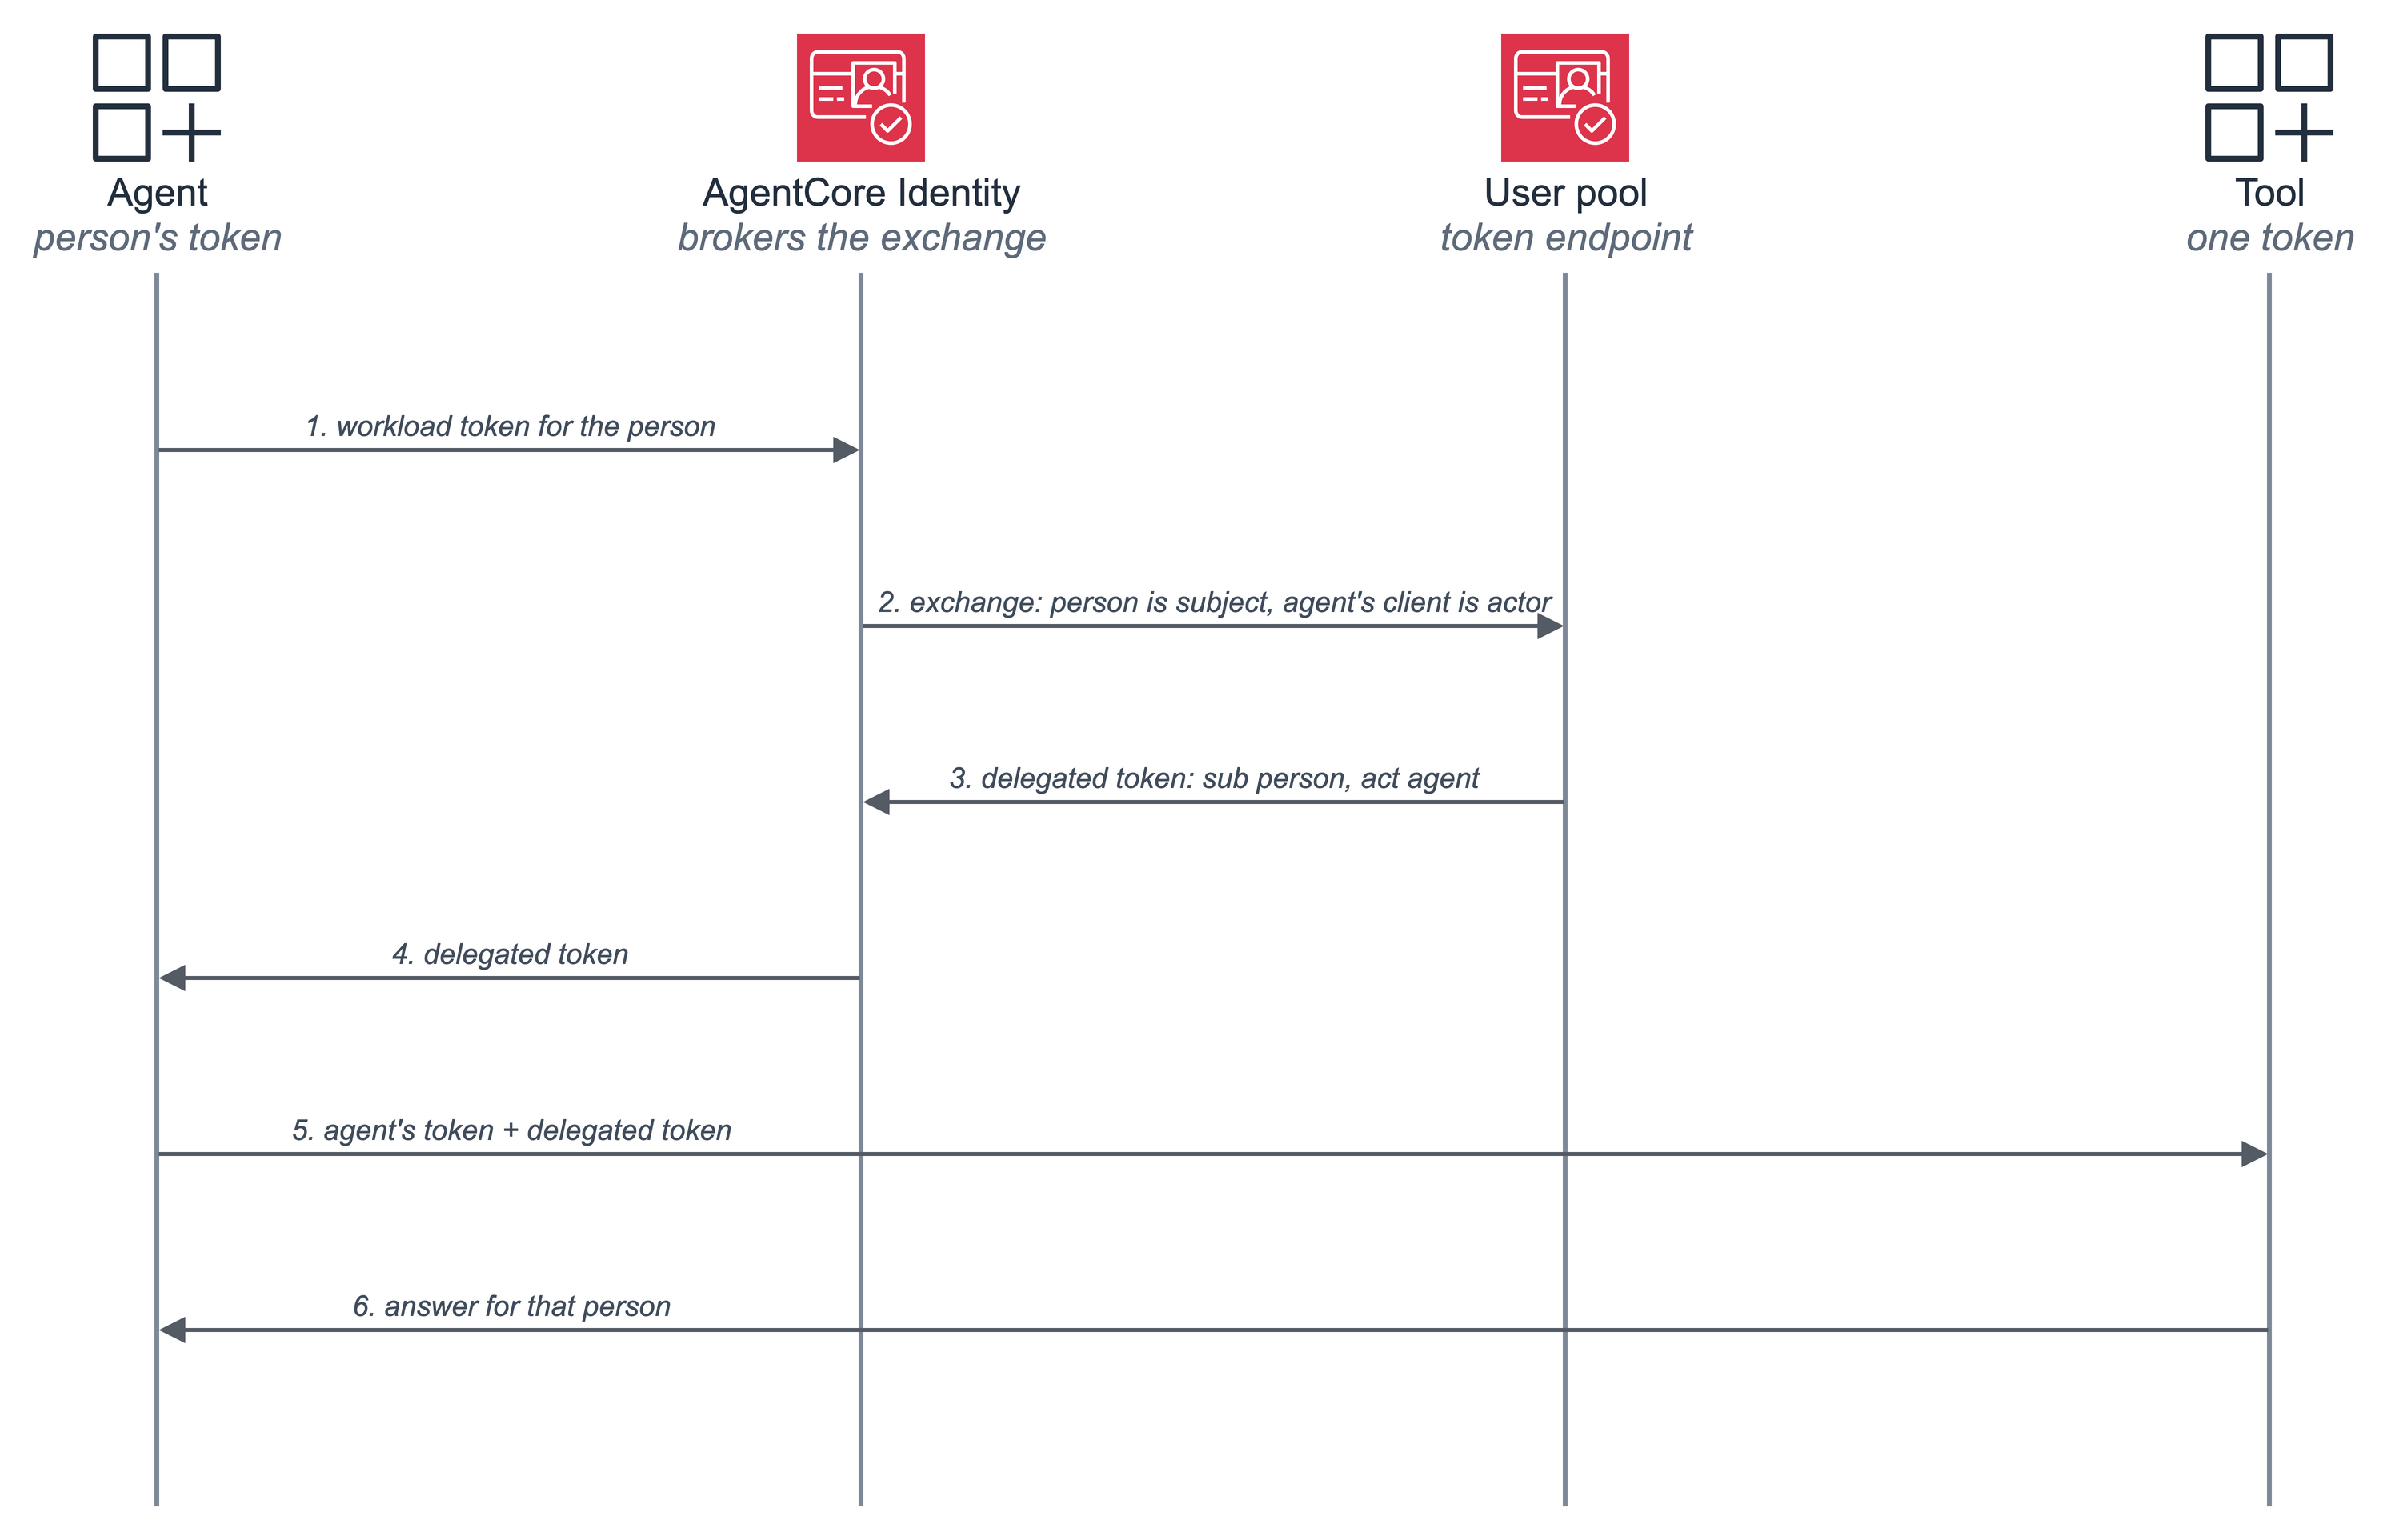 Agent
person's token
AgentCore Identity
brokers the exchange
User pool
token endpoint
Tool
one token
1. workload token for the person
2. exchange: person is subject, agent's client is actor
3. delegated token: sub person, act agent
4. delegated token
5. agent's token + delegated token
6. answer for that person